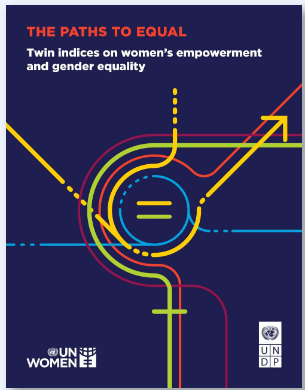 THE PATHS TO EQUAL
Twin indices on women's empowerment
and gender equality
UN
WOMEN
U N
D P